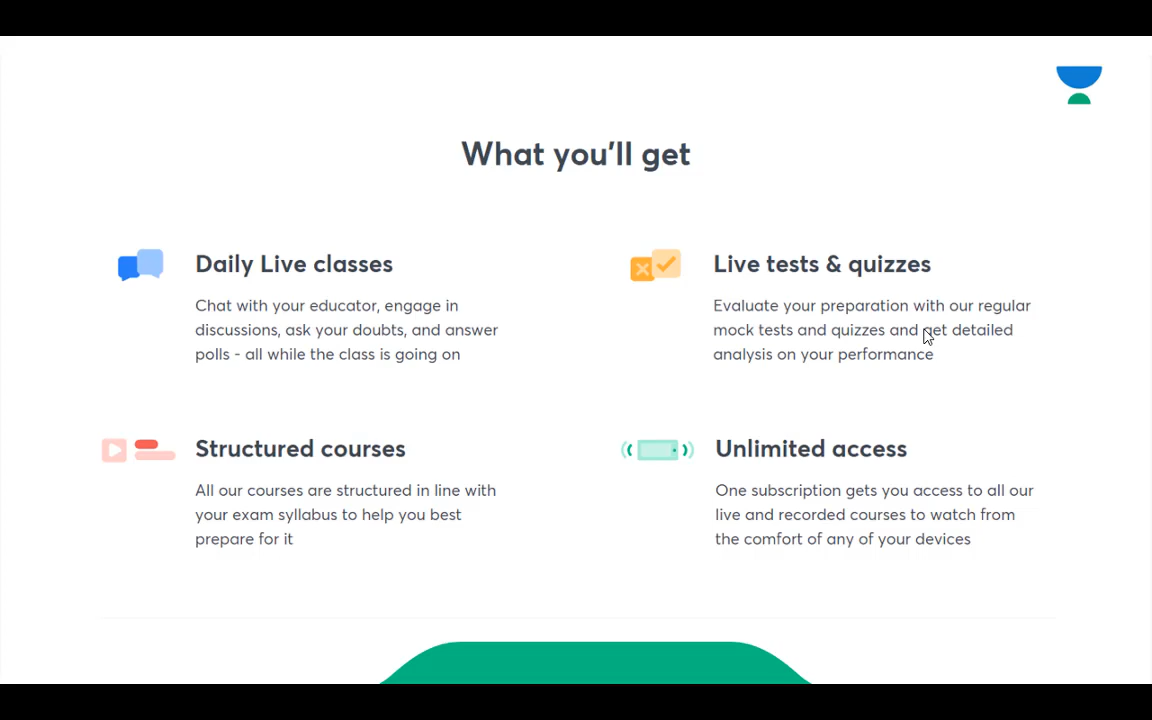 What you'll get
Daily Live classes
Chat with your educator, engage in
discussions, ask your doubts, and answer
polls - all while the class is going on
Live tests & quizzes
Evaluate your preparation with our regular
mock tests and quizzes and get detailed
analysis on your performance
Structured courses
All our courses are structured in line with
your exam syllabus to help you best
prepare for it
Unlimited access
One subscription gets you access to all our
live and recorded courses to watch from
the comfort of any of your devices